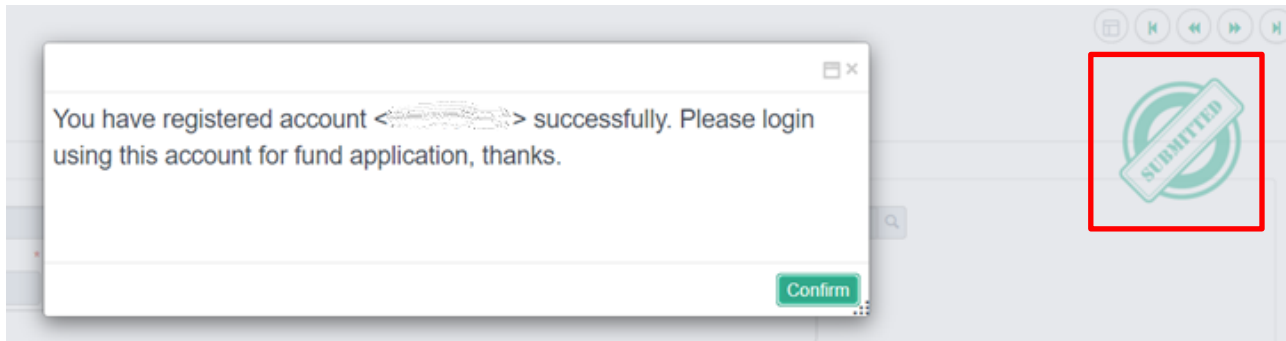 You have registered account < > successfully. Please login
using this account for fund application, thanks.
SUBMITTED
Confirm